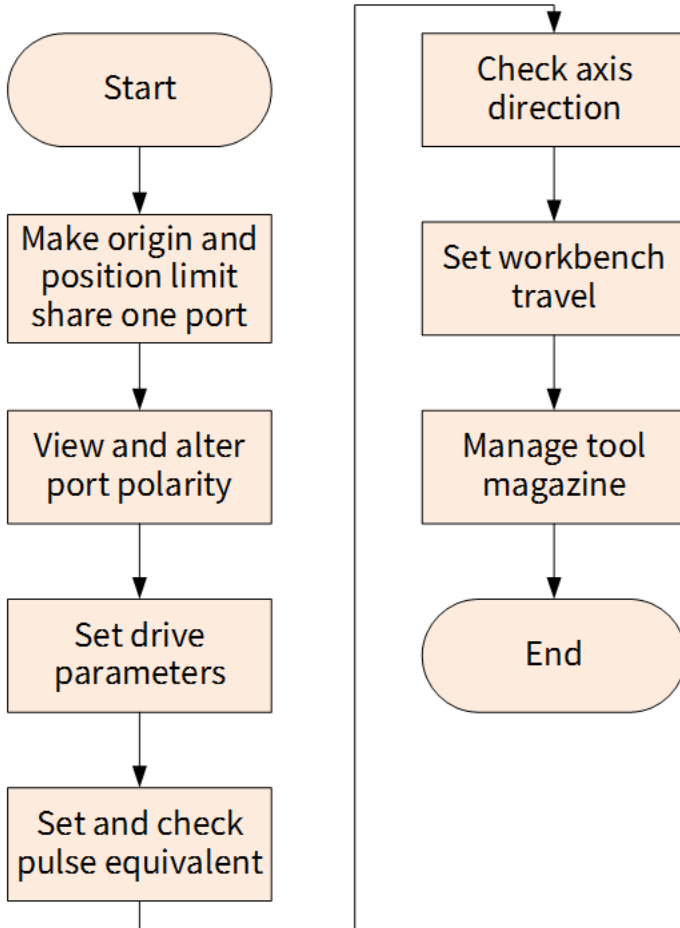 Start
Make origin and
position limit
share one port
View and alter
port polarity
Set drive
parameters
Set and check
pulse equivalent
Check axis
direction
Set workbench
travel
Manage tool
magazine
End